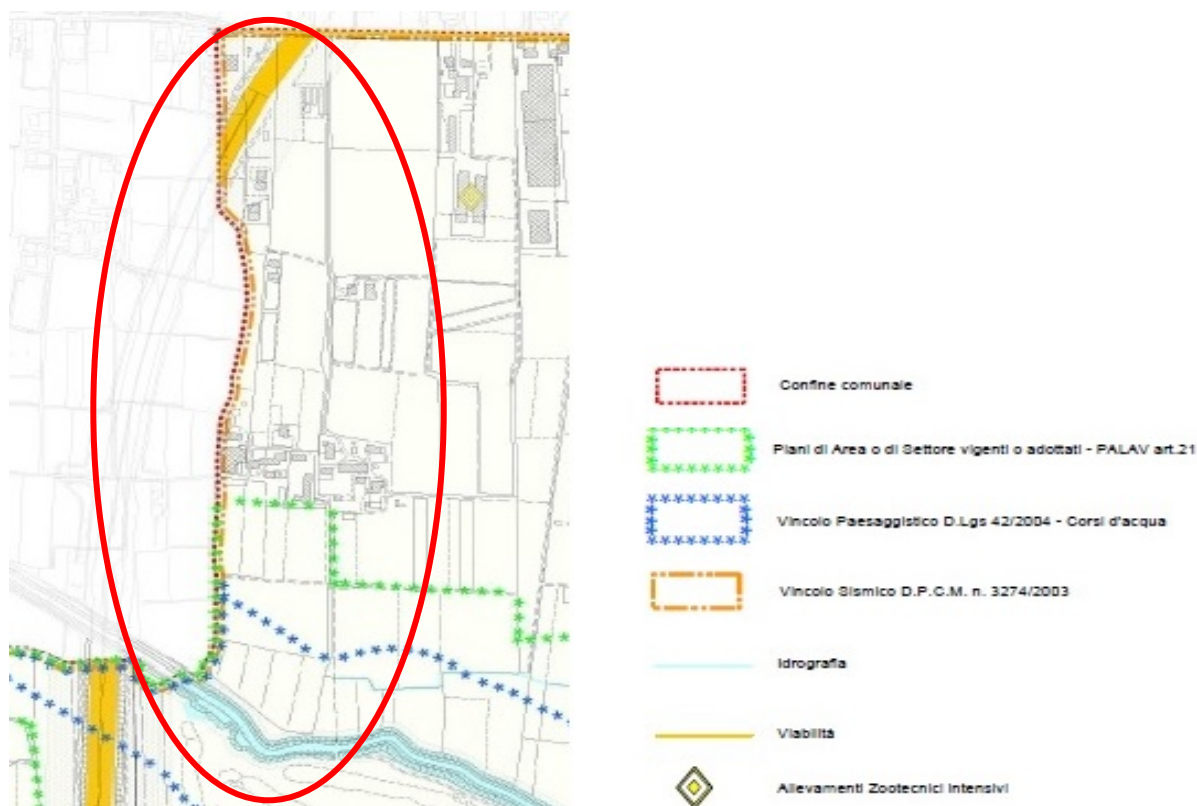 Confine comunale
Piani di Area o di Settore vigenti o adottati - PALAV art.21
Vincolo Paesaggistico D.Lgs 42/2004 - Corsi d'acqua
Vincolo Sismico D.P.C.M. n. 3274/2003
Idrografia
Viabilità
Allevamenti Zootecnici Intensivi